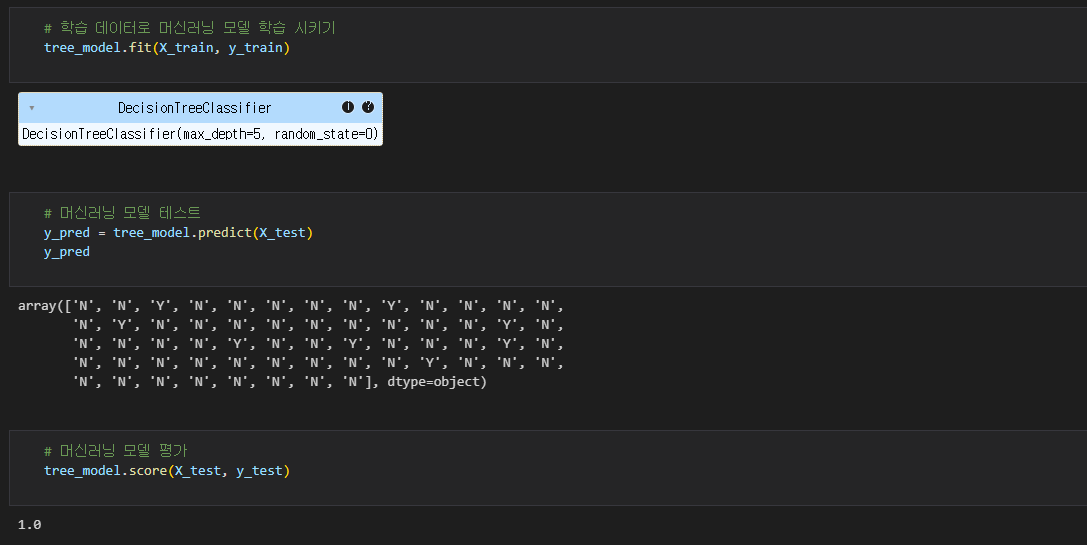 # 학습 데이터로 머신러닝 모델 학습 시키기
tree_model.fit(X_train, y_train)
DecisionTreeClassifier
DecisionTreeClassifier(max_depth=5, random_state=0)
# 머신러닝 모델 테스트
y_pred = tree_model.predict(X_test)
y_pred
array(['N', 'N', 'Y', 'N', 'N', 'N', 'N', 'N', 'Y', 'N', 'N', 'N', 'N',
'N', 'Y', 'N', 'N', 'N', 'N', 'N', 'N', 'N', 'N', 'N', 'Y', 'N',
'N', 'N', 'N', 'N', 'Y', 'N', 'N', 'Y', 'N', 'N', 'N', 'Y', 'N',
'N', 'N', 'N', 'N', 'N', 'N', 'N', 'N', 'N', 'Y', 'N', 'N', 'N',
'N', 'N', 'N', 'N', 'N', 'N', 'N', 'N'], dtype=object)
# 머신러닝 모델 평가
tree_model.score(X_test, y_test)
1.0